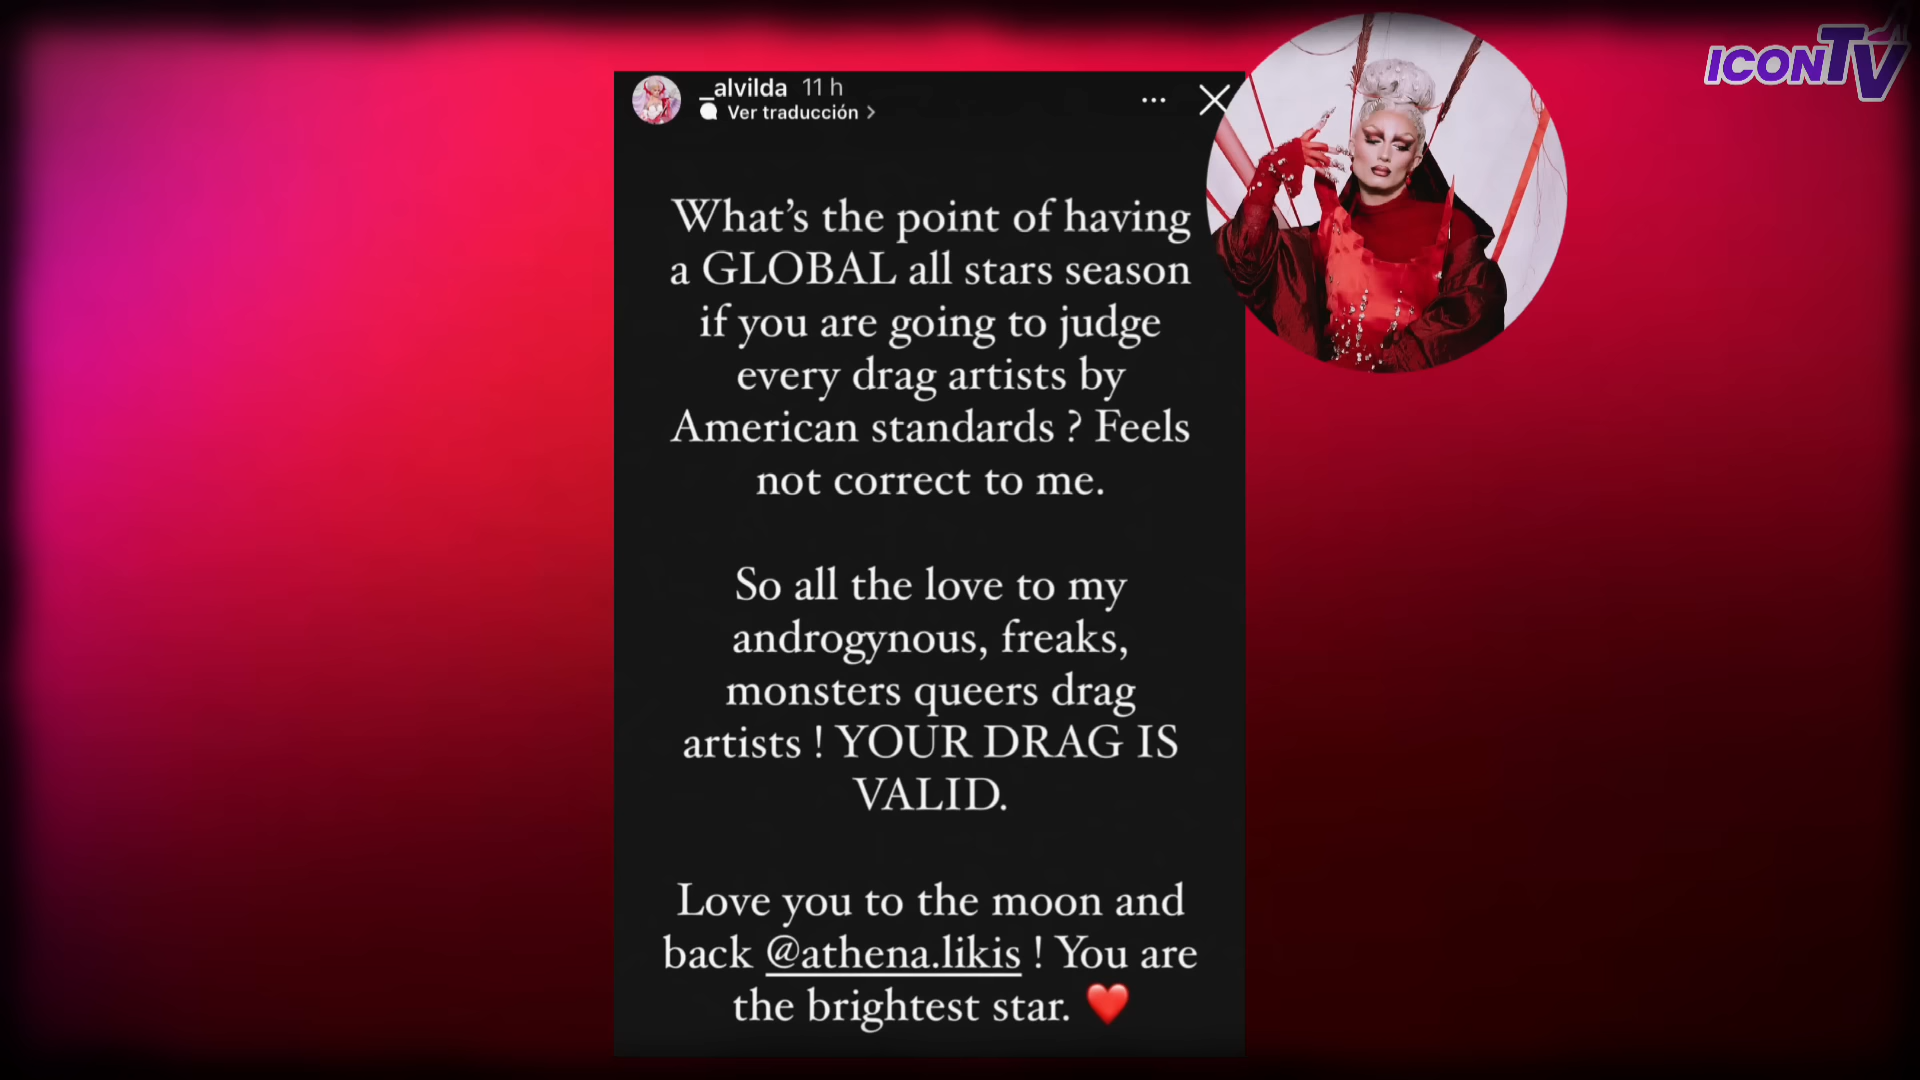 ICONTV
_alvilda 11 h
Ver traducción
What's the point of having
a GLOBAL all stars season
if you are going to judge
every drag artists by
American standards ? Feels
not correct to me.
So all the love to my
androgynous, freaks,
monsters queers drag
artists ! YOUR DRAG IS
VALID.
Love you to the moon and
back @athena.likis ! You are
the brightest star. ❤️